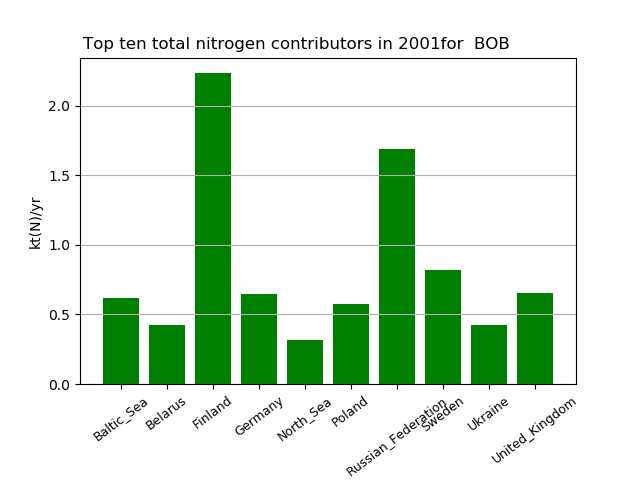 Top ten total nitrogen contributors in 2001for  BOB
kt(N)/yr
2.0
1.5
1.0
0.5
0.0
Baltic_Sea
Belarus
Finland
Germany
North_Sea
Poland
Russian_Federation
Sweden
Ukraine
United_Kingdom